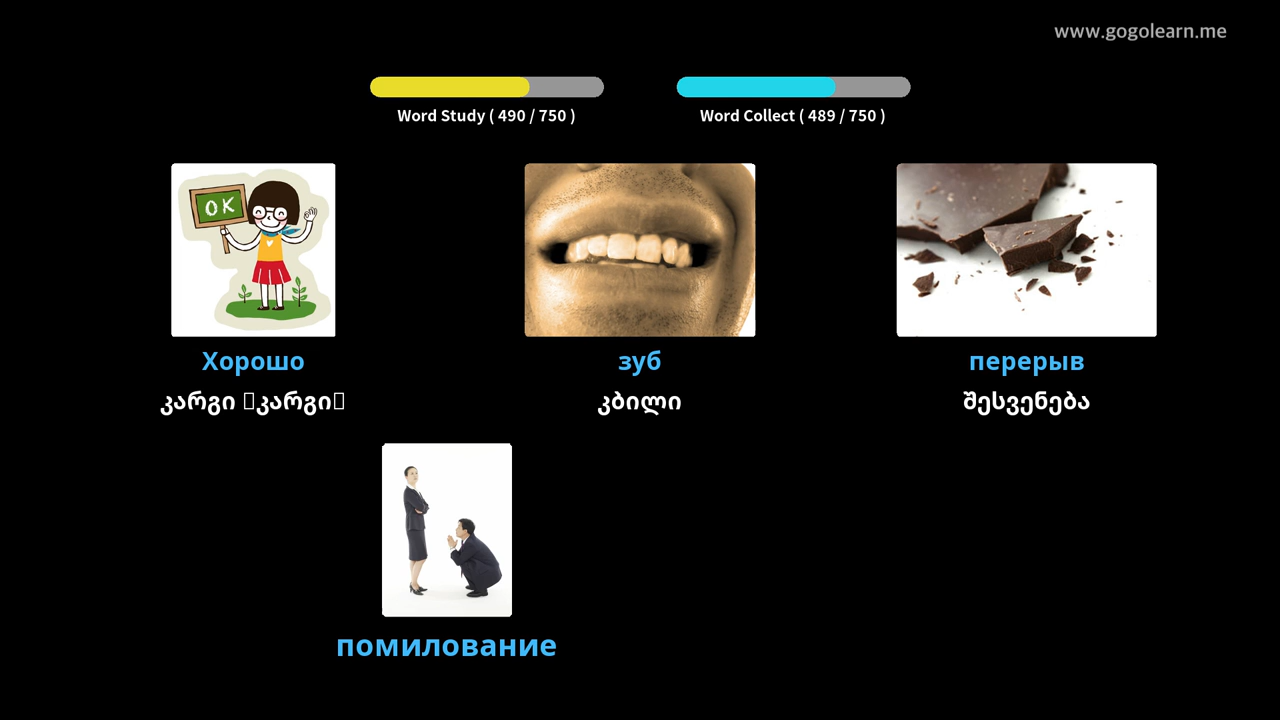 www.gogolearn.me
Word Study ( 490 / 750 )
Word Collect ( 489 / 750 )
OK
Хорошо
зуб
перерыв
კარგი ▯კარგი▯
კბილი
შესვენება
помилование